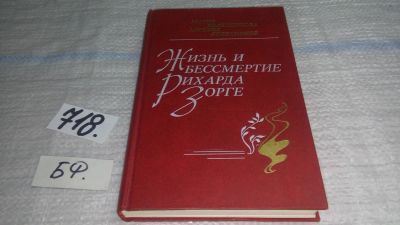 ЖИЗНЬ И
БЕССМЕРТИЕ
РИХАРДА
ЗОРГЕ
718.
БФ.